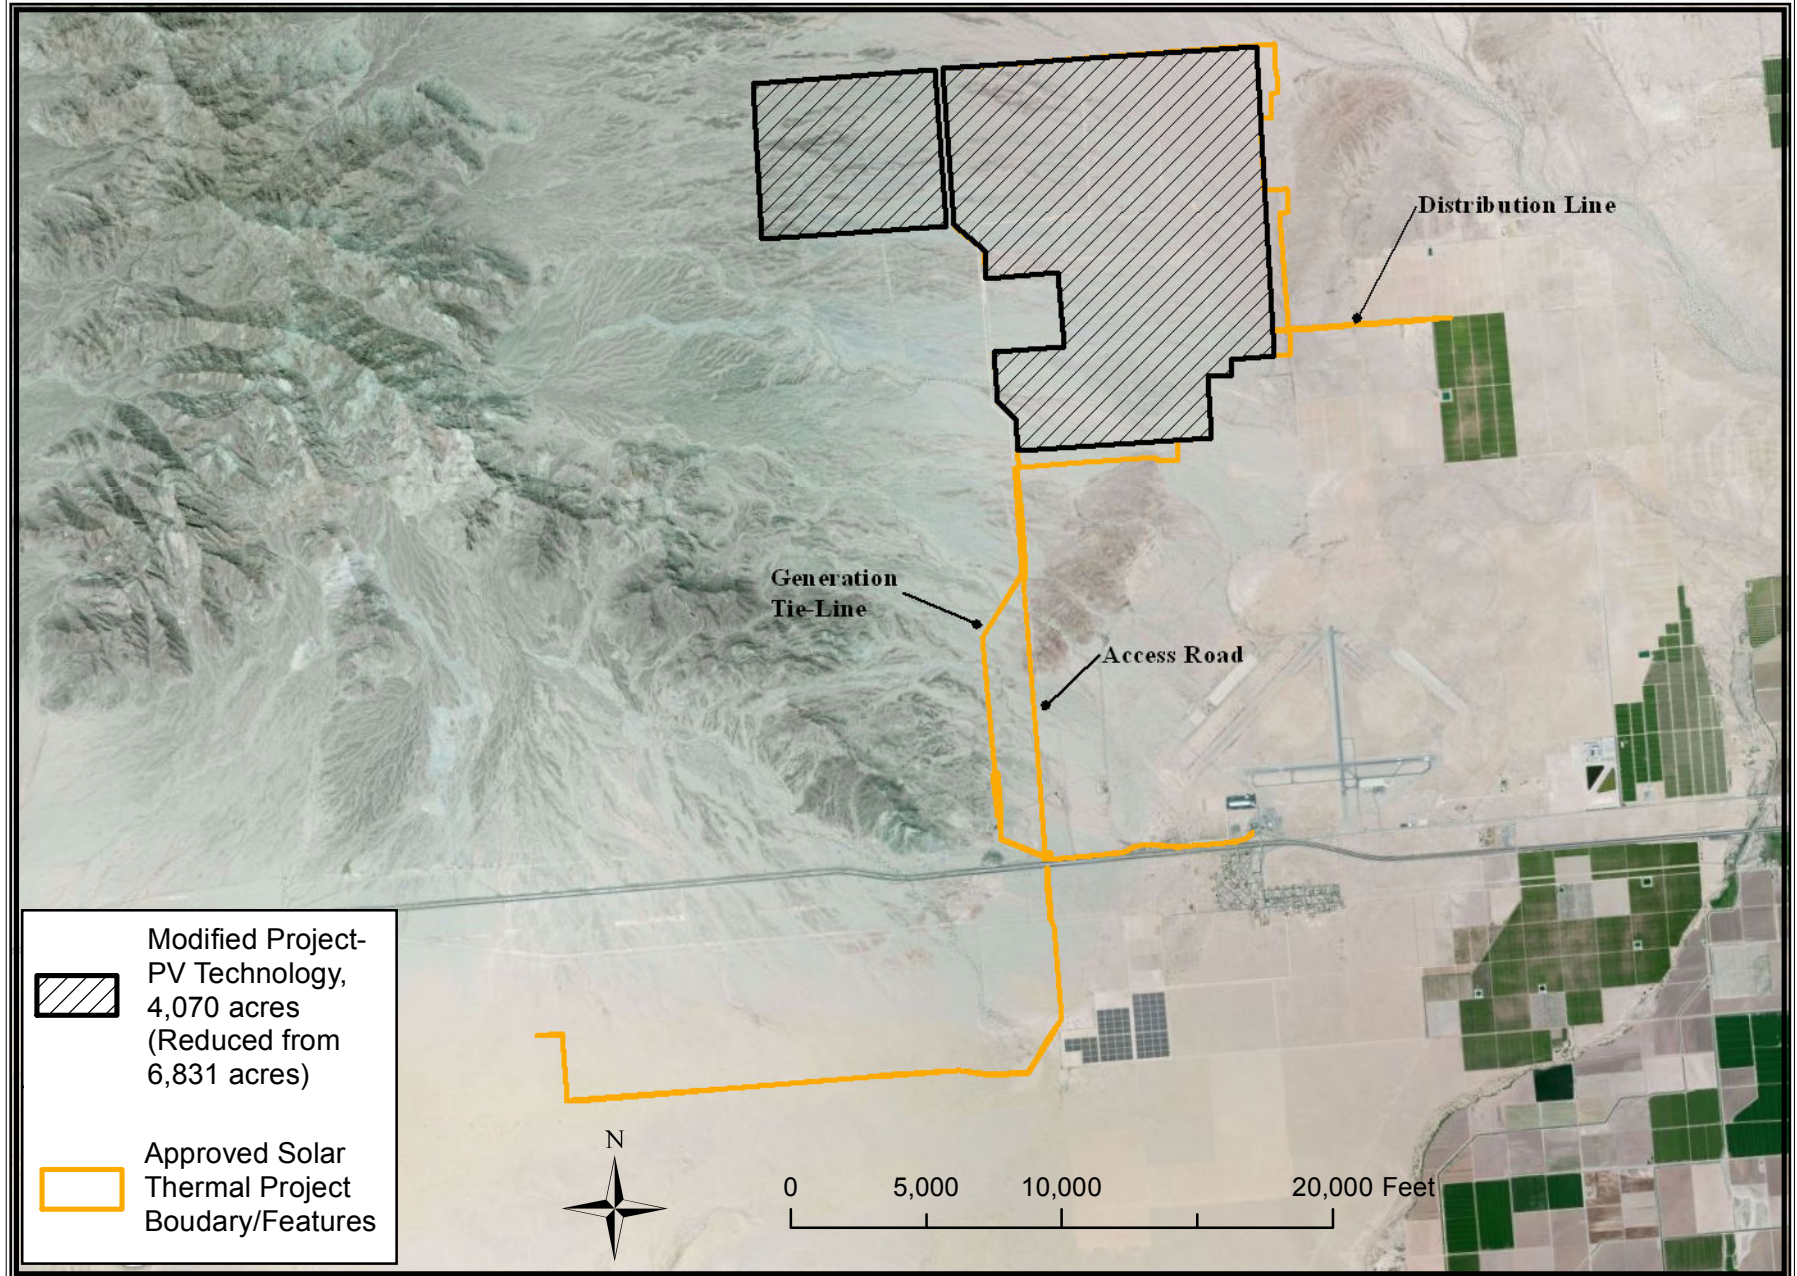 Distribution Line
Generation
Tie-Line
Access Road
Modified Project-
PV Technology,
4,070 acres
(Reduced from
6,831 acres)
Approved Solar
Thermal Project
Boudary/Features
N
0 5,000 10,000 20,000 Feet